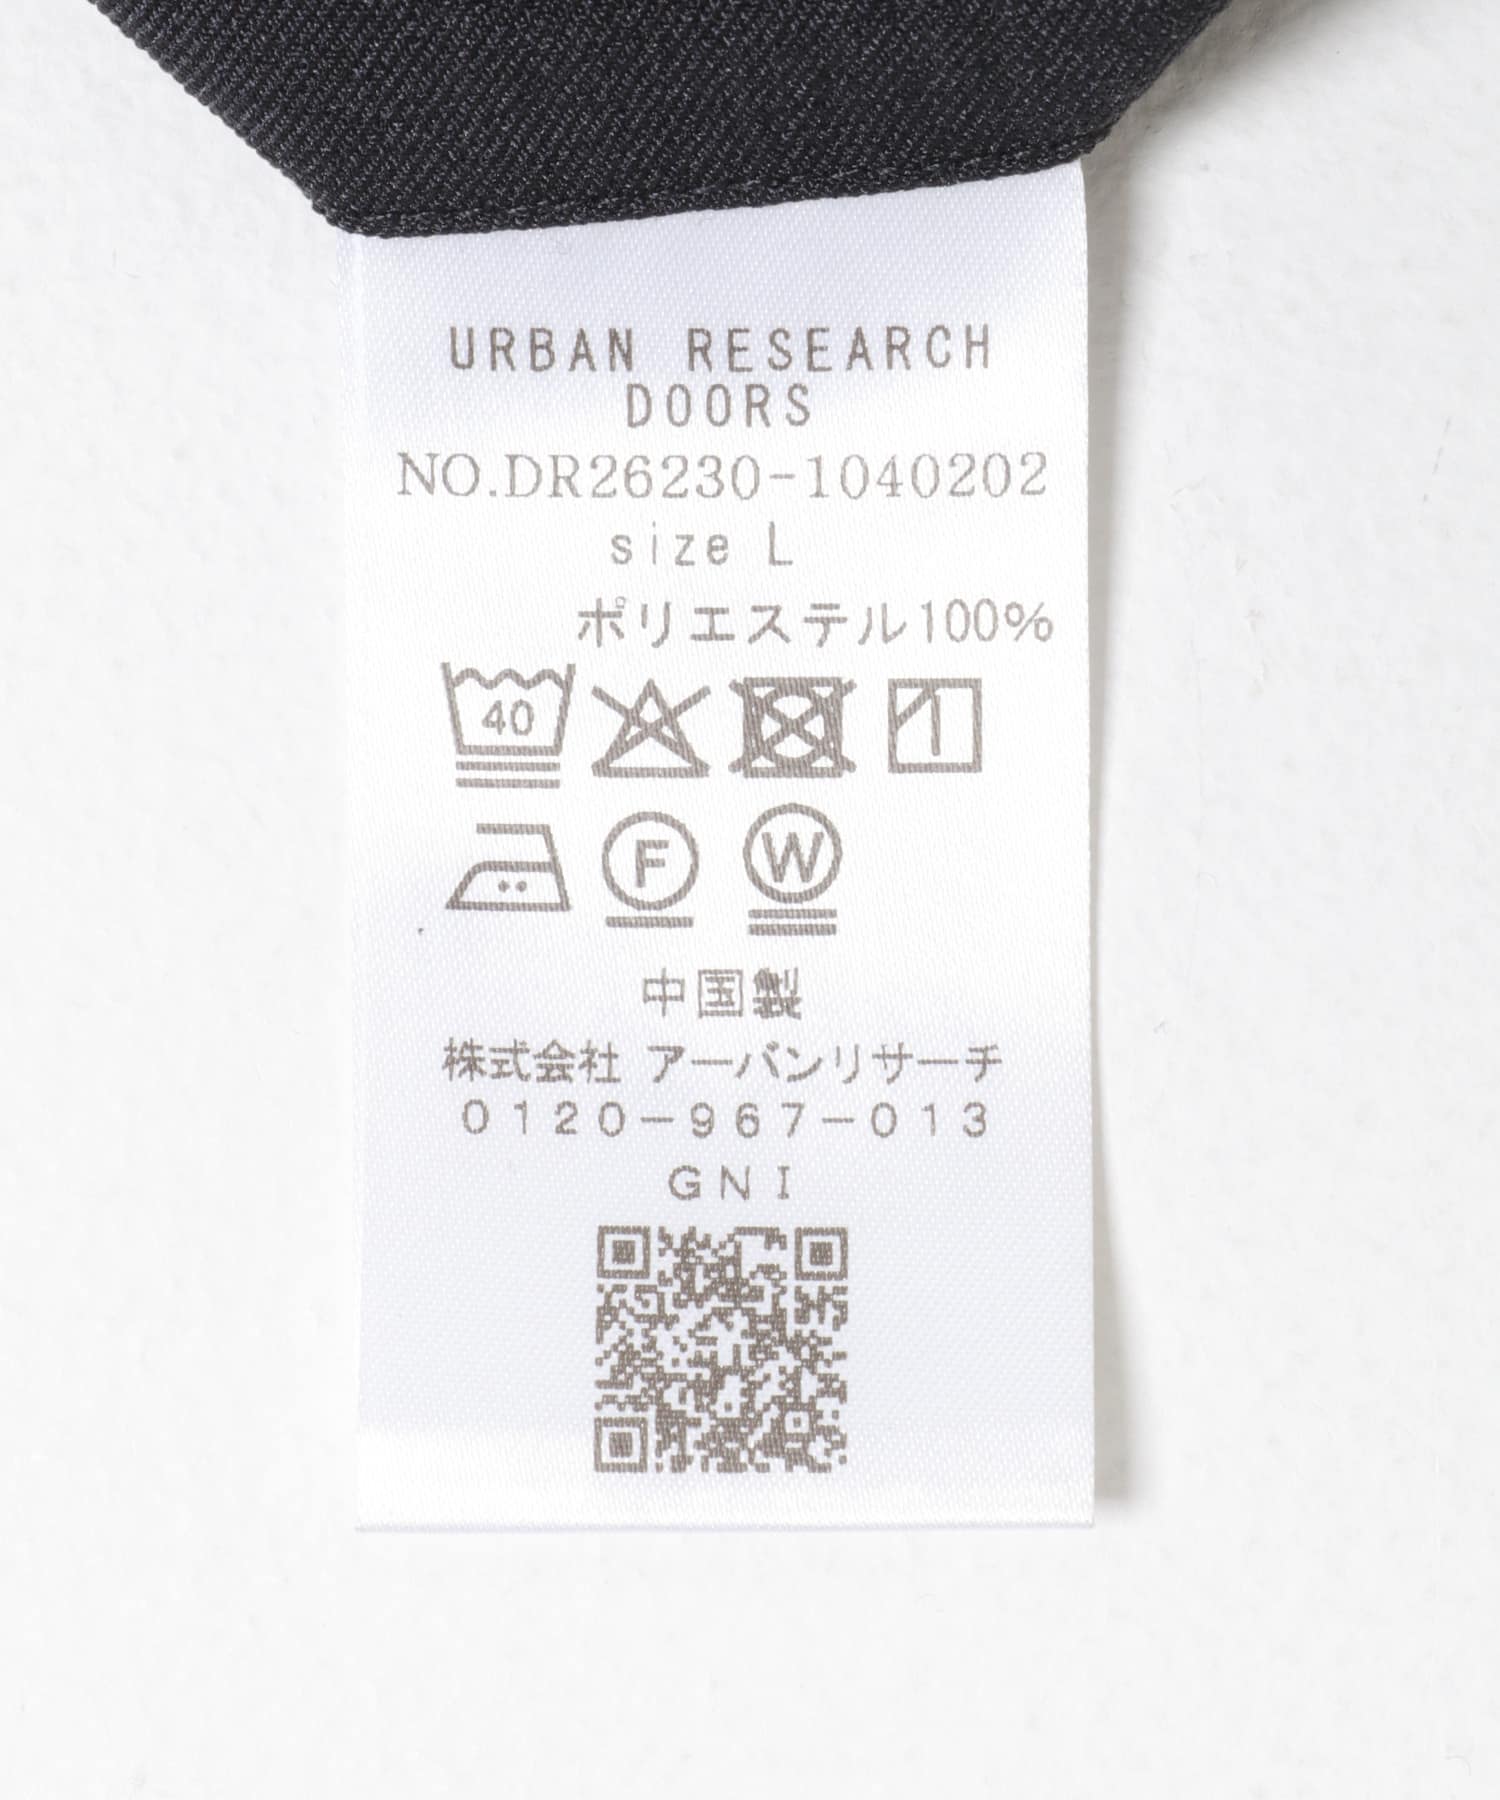 URBAN RESEARCH
DOORS
NO.DR26230-1040202
size L
ポリエステル100%
40
F
W
中国製
株式会社 アーバンリサーチ
0120-967-013
GNI